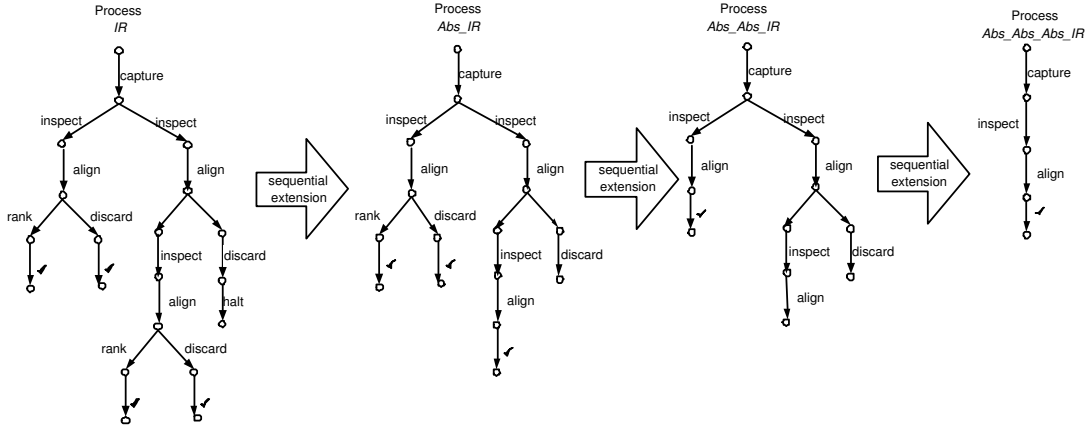 Process
IR
capture
inspect
inspect
align
align
rank
discard
✓
✓
inspect
discard
align
halt
rank
discard
✓
✓
sequential
extension
Process
Abs_IR
capture
inspect
inspect
align
align
rank
discard
✓
✓
inspect
discard
align
✓
sequential
extension
Process
Abs_Abs_IR
capture
inspect
inspect
align
align
✓
inspect
discard
align
sequential
extension
Process
Abs_Abs_Abs_IR
capture
inspect
align
✓